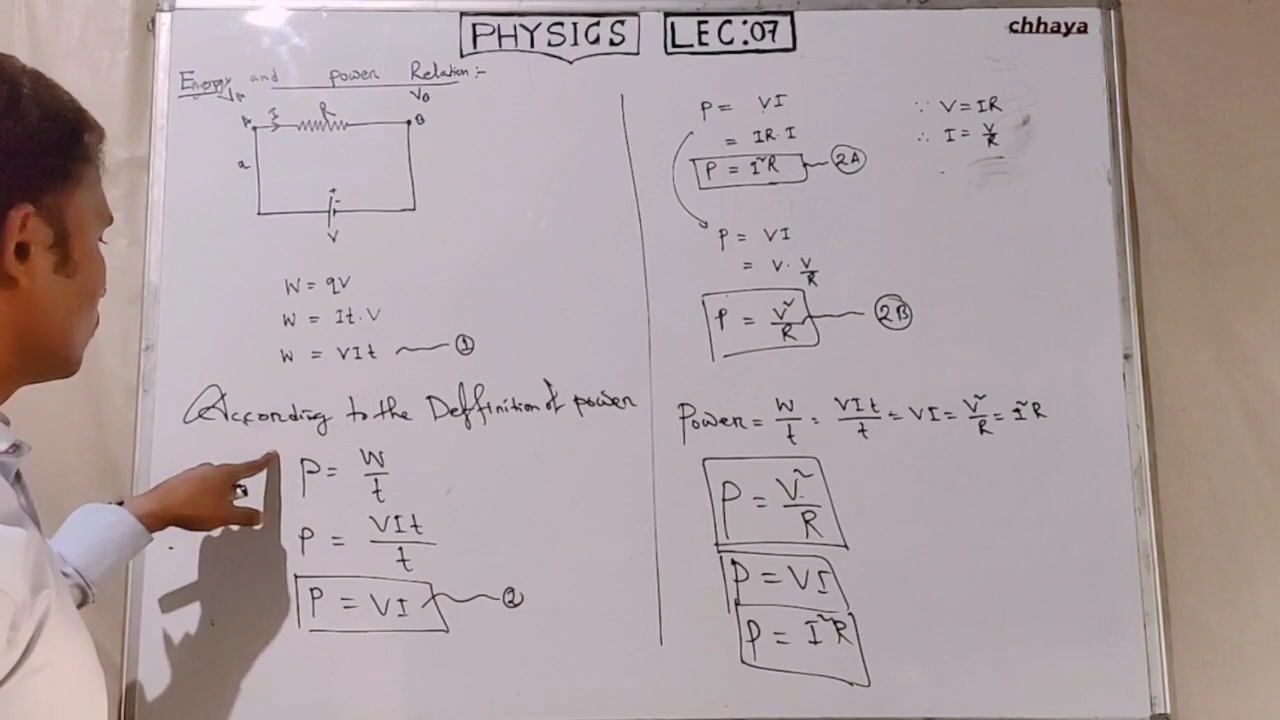 PHYSICS LEC:07
chhaya
Energy and power Relation :-
VB
I R B
a
+
-
V
W = qV
W = It.V
W = VIt ①
According to the Deffinition of power
P = W/t
P = VIt/t
P = VI ②
P = VI
= IR.I
P = I²R 2A
∵ V = IR
∴ I = V/R
P = VI
= V. V/R
P = V²/R 2B
Power = W/t = VIt/t = VI = V²/R = I²R
P = V²/R
P = VI
P = I²R